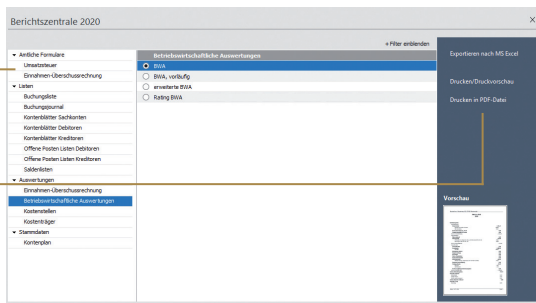 Berichtszentrale 2020
X
+Filter einblenden
Amtliche Formulare
Umsatzsteuer
Einnahmen-Überschussrechnung
Listen
Buchungsliste
Buchungsjournal
Kontenblätter Sachkonten
Kontenblätter Debitoren
Kontenblätter Kreditoren
Offene Posten Listen Debitoren
Offene Posten Listen Kreditoren
Saldenlisten
Auswertungen
Einnahmen-Überschussrechnung
Betriebswirtschaftliche Auswertungen
Kostenstellen
Kostenträger
Stammdaten
Kontenplan
Betriebswirtschaftliche Auswertungen
BWA
BWA, vorläufig
erweiterte BWA
Rating BWA
Exportieren nach MS Excel
Drucken/Druckvorschau
Drucken in PDF-Datei
Vorschau